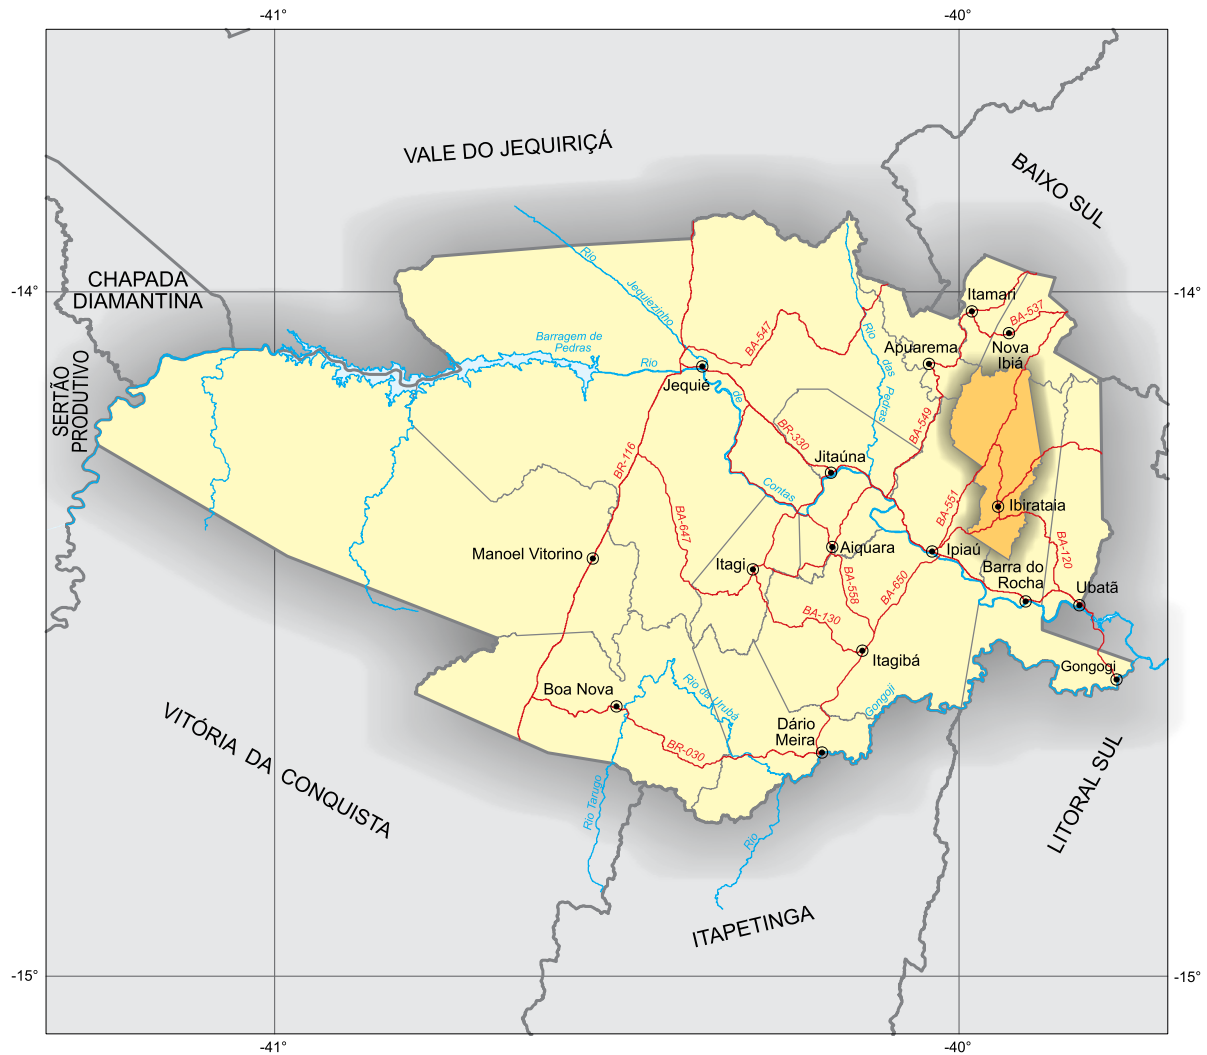 -41°
-40°
VALE DO JEQUIRIÇÁ
BAIXO SUL
CHAPADA
DIAMANTINA
-14°
-14°
Rio
Jequiezinho
Itamari
BA-537
Nova
Ibiá
Apuarema
Barragem de
Pedras
Rio
BA-547
Rio
das
Pedras
SERTÃO
PRODUTIVO
Jequié
de
BA-549
BR-330
BR-116
Jitaúna
Contas
BA-551
Ibirataia
BA-647
Manoel Vitorino
Itagi
Aiquara
Ipiaú
BA-120
Barra do
Rocha
Ubatã
BA-558
BA-650
BA-130
Itagibá
Gongogi
Boa Nova
Rio da Urubá
Gongoji
Dário
Meira
BR-030
VITÓRIA DA CONQUISTA
Rio Tarugo
Rio
LITORAL SUL
ITAPETINGA
-15°
-15°
-41°
-40°